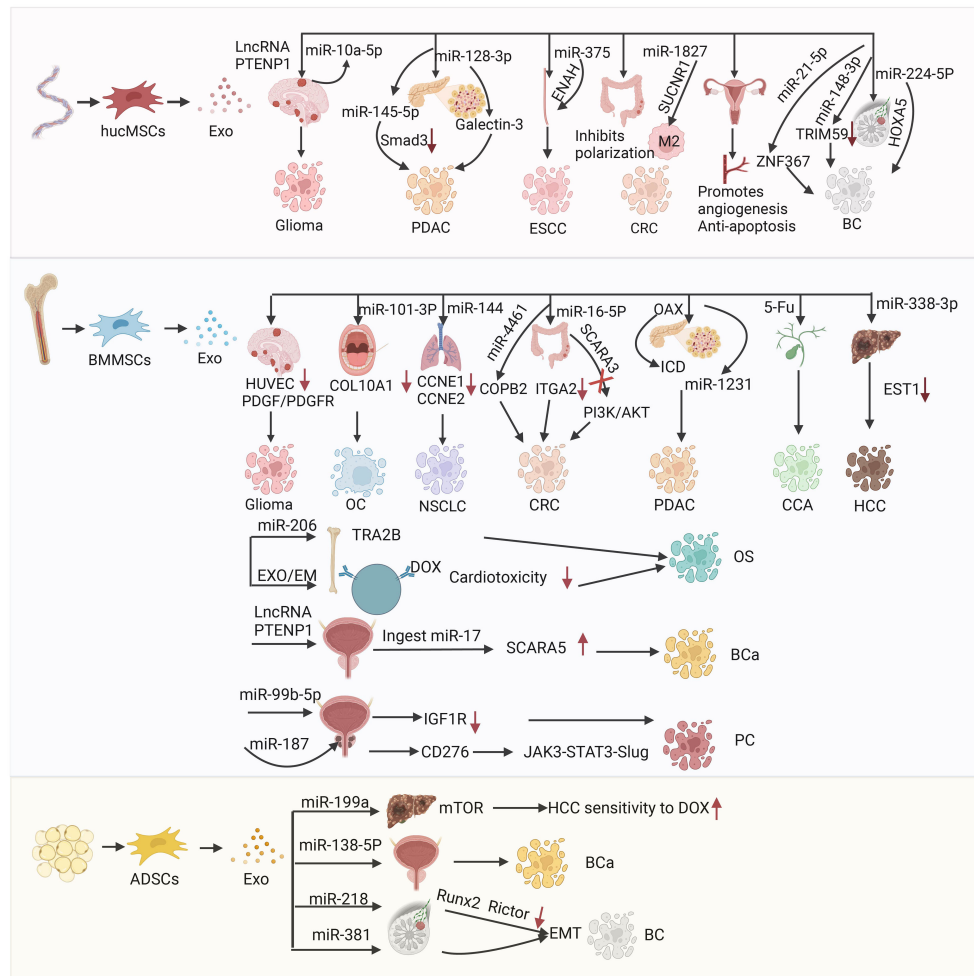 LncRNA
PTENP1
miR-10a-5p
miR-128-3p
miR-145-5p
Smad3
Galectin-3
miR-375
ENAH
miR-1827
SUCNR1
Inhibits
polarization
M2
miR-21-5p
miR-148-3p
miR-224-5P
TRIM59
HOXA5
ZNF367
Promotes
angiogenesis
Anti-apoptosis
hucMSCs
Exo
Glioma
PDAC
ESCC
CRC
BC
BMMSCs
Exo
HUVEC
PDGF/PDGFR
miR-101-3P
COL10A1
miR-144
CCNE1
CCNE2
miR-4461
COPB2
miR-16-5P
ITGA2
SCARA3
PI3K/AKT
OAX
ICD
miR-1231
5-Fu
miR-338-3p
EST1
Glioma
OC
NSCLC
CRC
PDAC
CCA
HCC
miR-206
TRA2B
EXO/EM
DOX
Cardiotoxicity
OS
LncRNA
PTENP1
Ingest miR-17
SCARA5
BCa
miR-99b-5p
IGF1R
miR-187
CD276
JAK3-STAT3-Slug
PC
ADSCs
Exo
miR-199a
mTOR
HCC sensitivity to DOX
miR-138-5P
BCa
miR-218
Runx2 Rictor
miR-381
EMT
BC